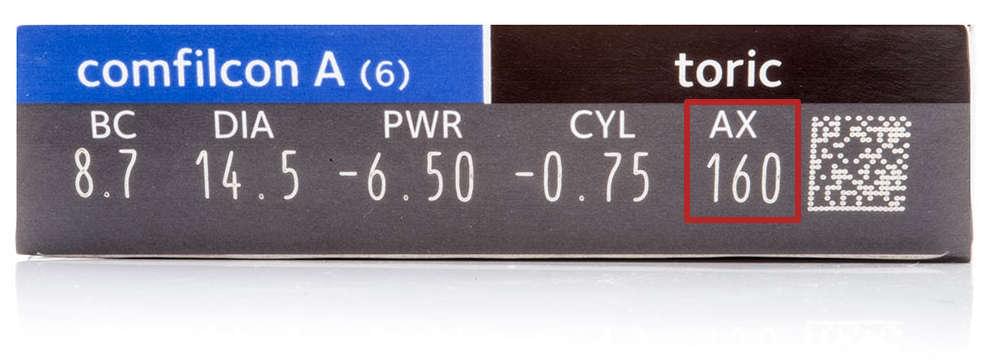 comfilcon A (6) toric
BC DIA PWR CYL AX
8.7 14.5 -6.50 -0.75 160